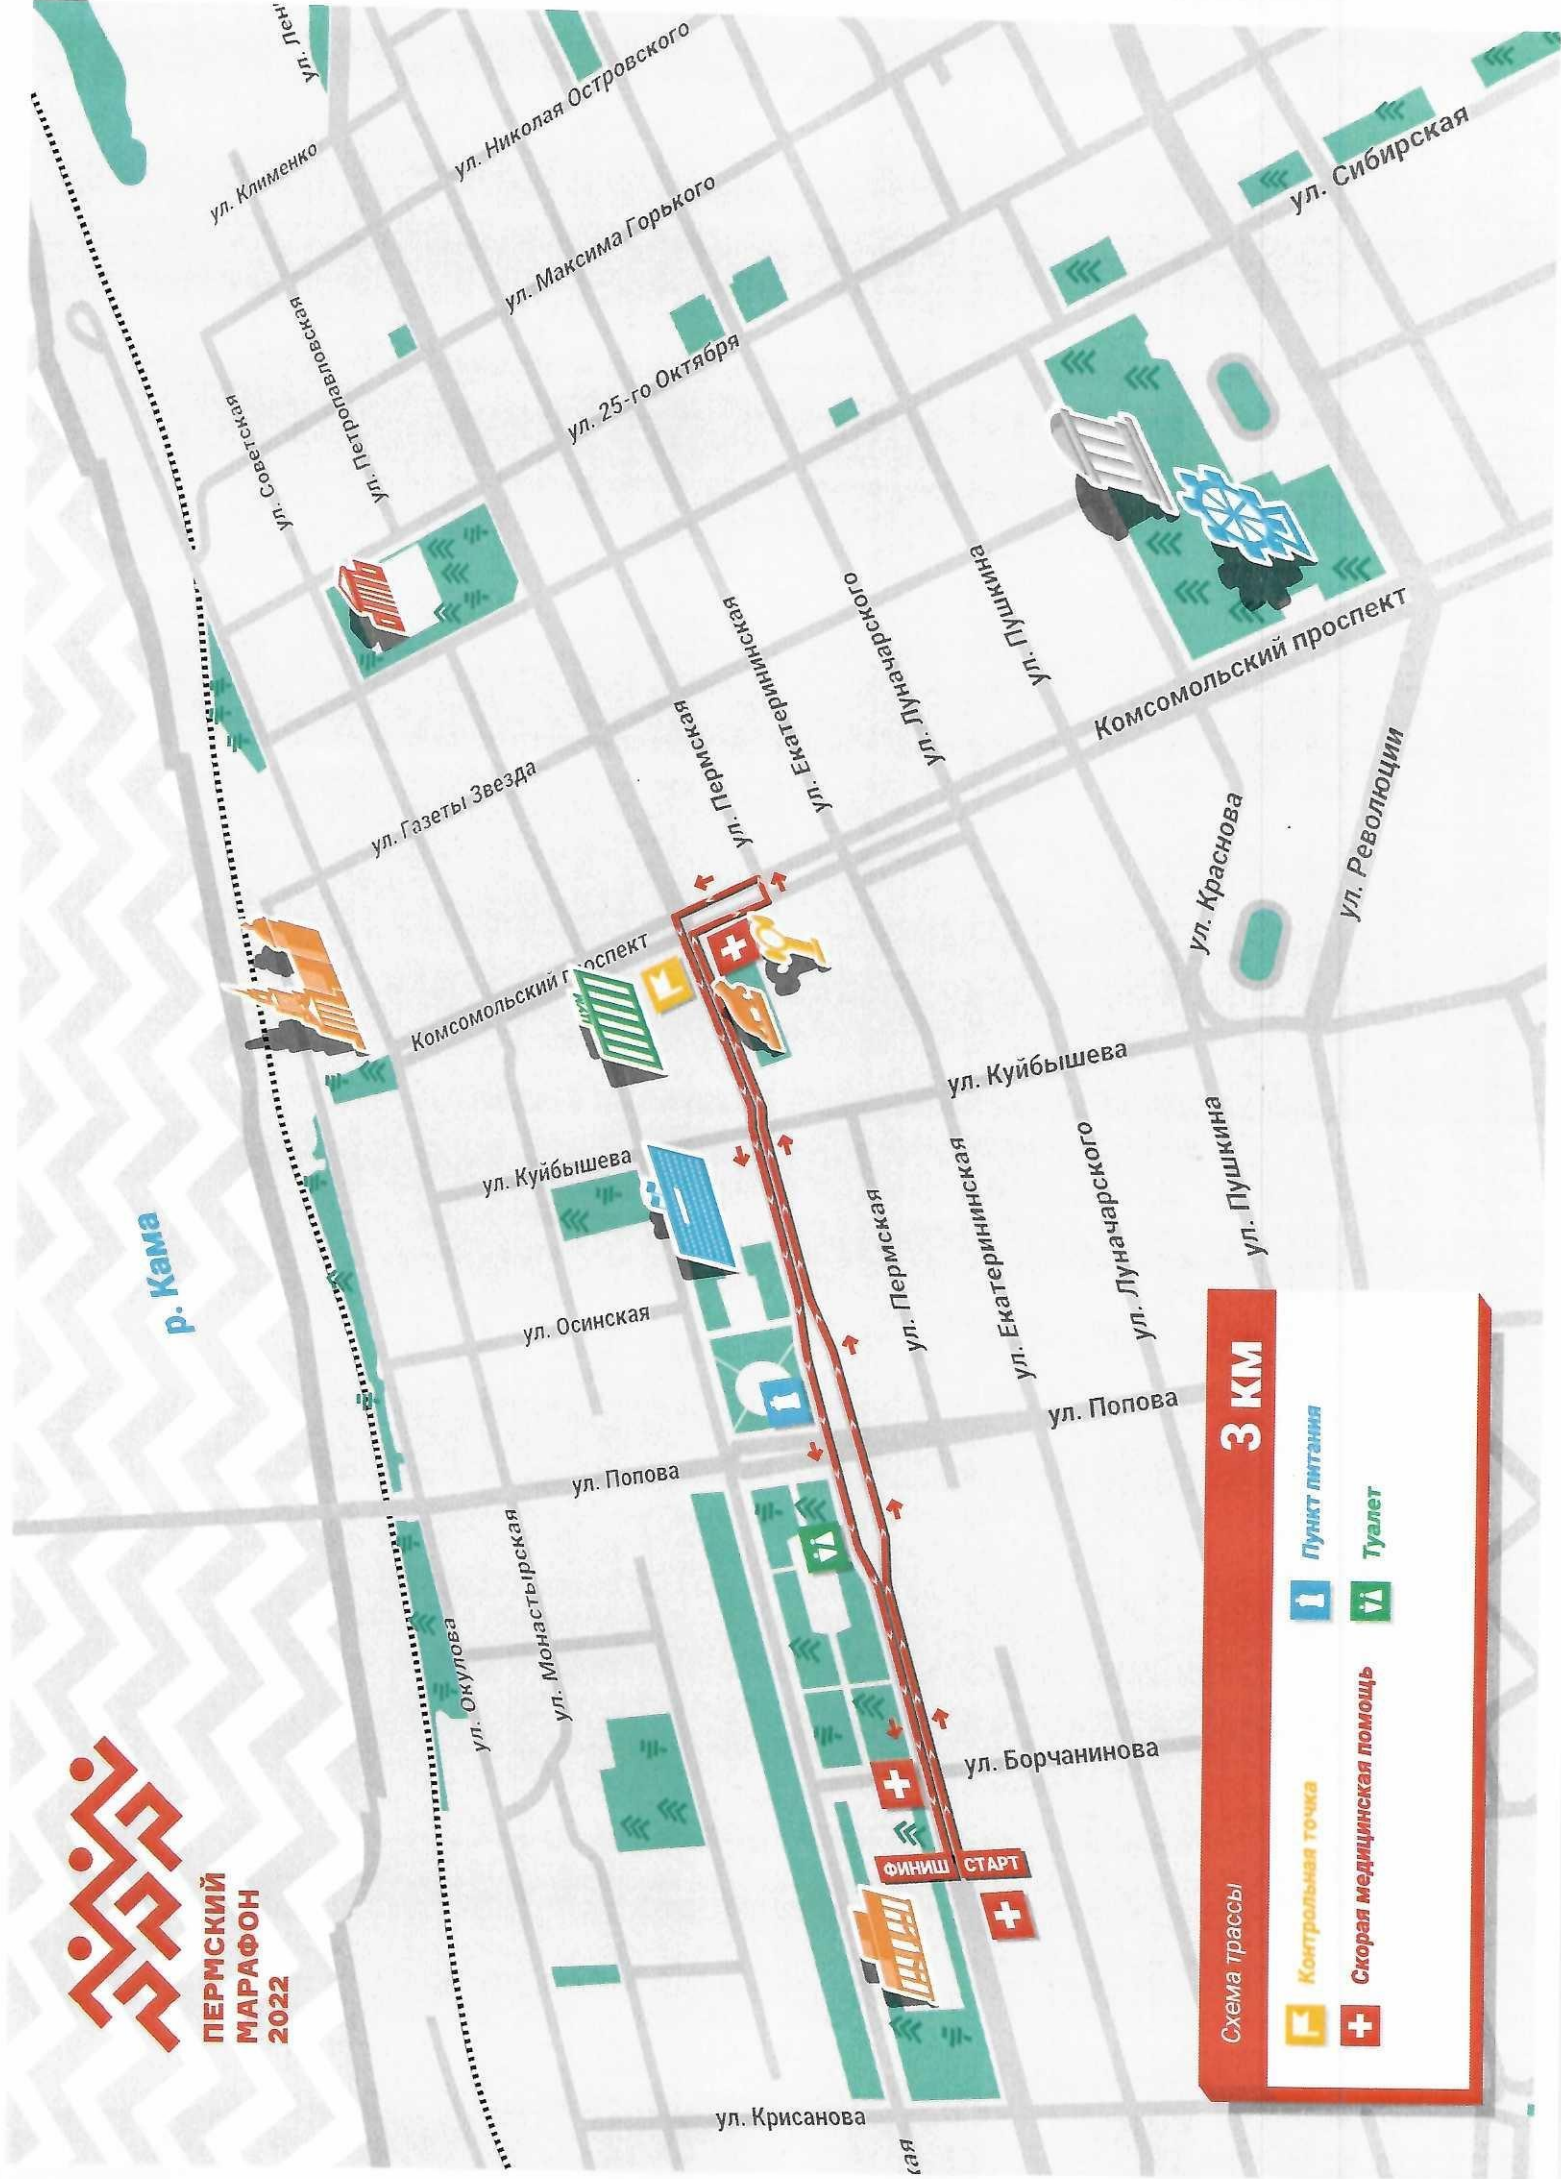 ПЕРМСКИЙ
МАРАФОН
2022
р. Кама
ул. Окулова
ул. Монастырская
ул. Крисанова
кая
ул. Попова
ул. Осинская
ул. Куйбышева
Комсомольский проспект
ул. Газеты Звезда
ул. Советская
ул. Петропавловская
ул. Клименко
ул. Лен
ул. Николая Островского
ул. Максима Горького
ул. 25-го Октября
ул. Сибирская
ул. Пермская
ул. Екатерининская
ул. Луначарского
ул. Пушкина
Комсомольский проспект
ул. Краснова
ул. Революции
ул. Куйбышева
ул. Пермская
ул. Екатерининская
ул. Луначарского
ул. Пушкина
ул. Попова
ул. Борчанинова
ФИНИШ
СТАРТ
Схема трассы
3 КМ
Контрольная точка
Пункт питания
Скорая медицинская помощь
Туалет